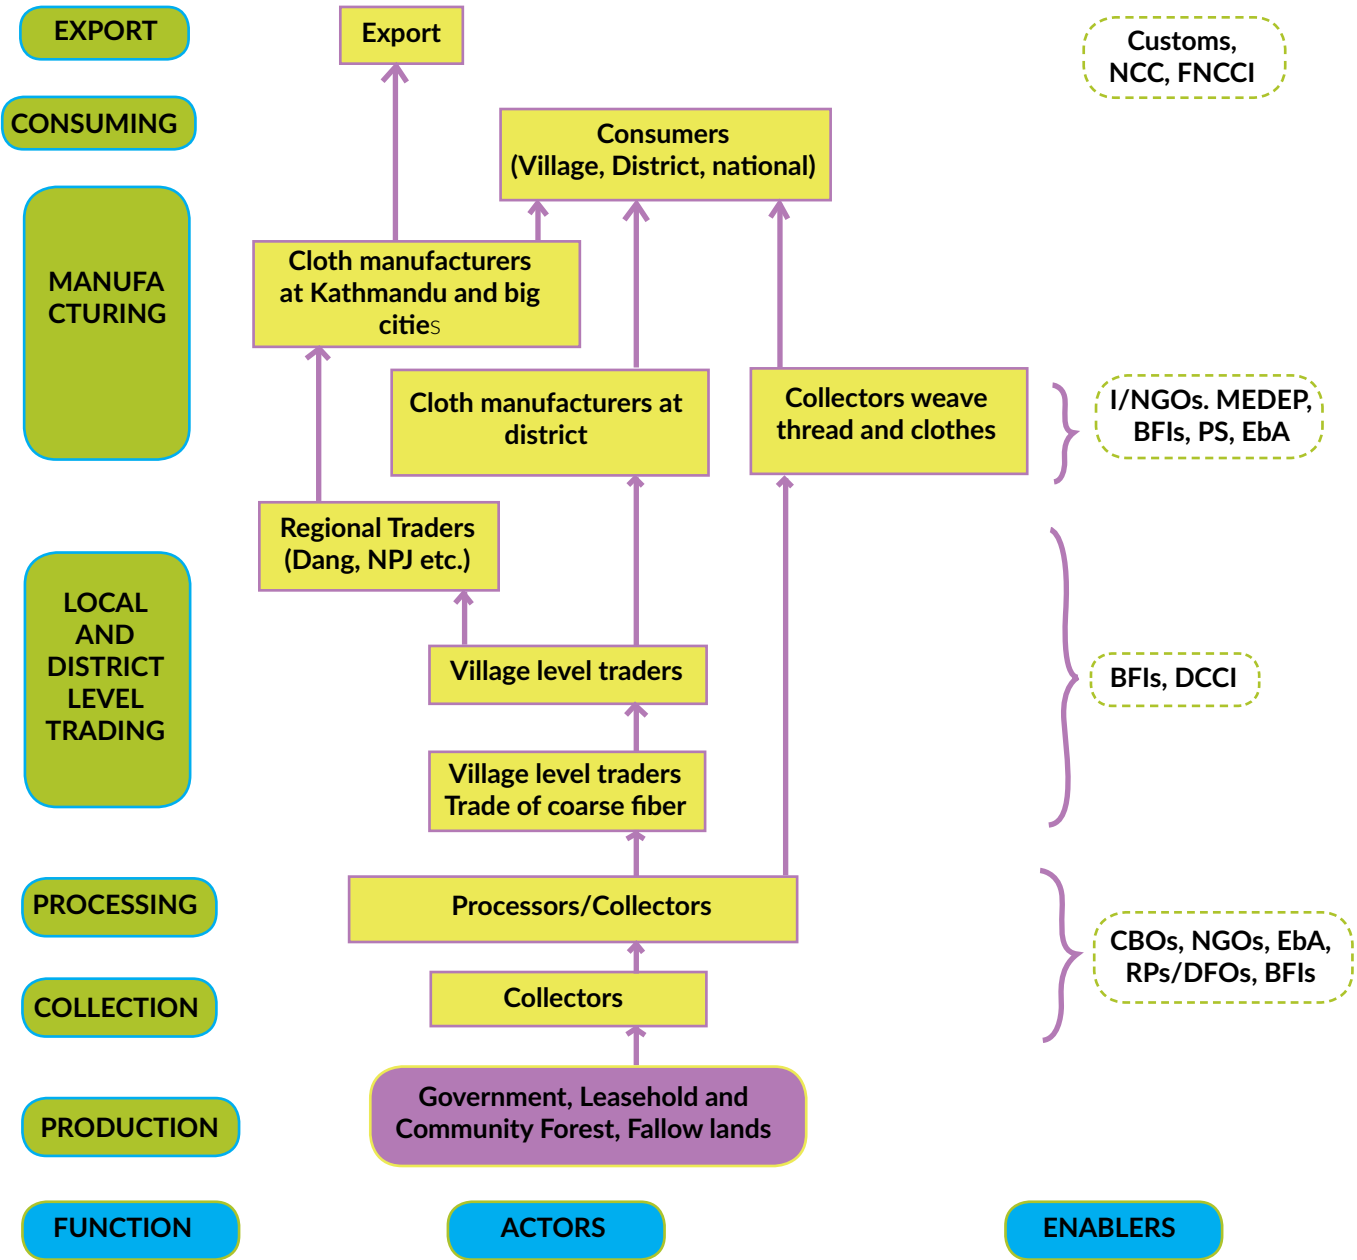 EXPORT
Export
Customs,
NCC, FNCCI
CONSUMING
Consumers
(Village, District, national)
MANUFA
CTURING
Cloth manufacturers
at Kathmandu and big
cities
Cloth manufacturers at
district
Collectors weave
thread and clothes
I/NGOs. MEDEP,
BFIs, PS, EbA
Regional Traders
(Dang, NPJ etc.)
LOCAL
AND
DISTRICT
LEVEL
TRADING
Village level traders
BFIs, DCCI
Village level traders
Trade of coarse fiber
PROCESSING
Processors/Collectors
CBOs, NGOs, EbA,
RPs/DFOs, BFIs
COLLECTION
Collectors
PRODUCTION
Government, Leasehold and
Community Forest, Fallow lands
FUNCTION
ACTORS
ENABLERS